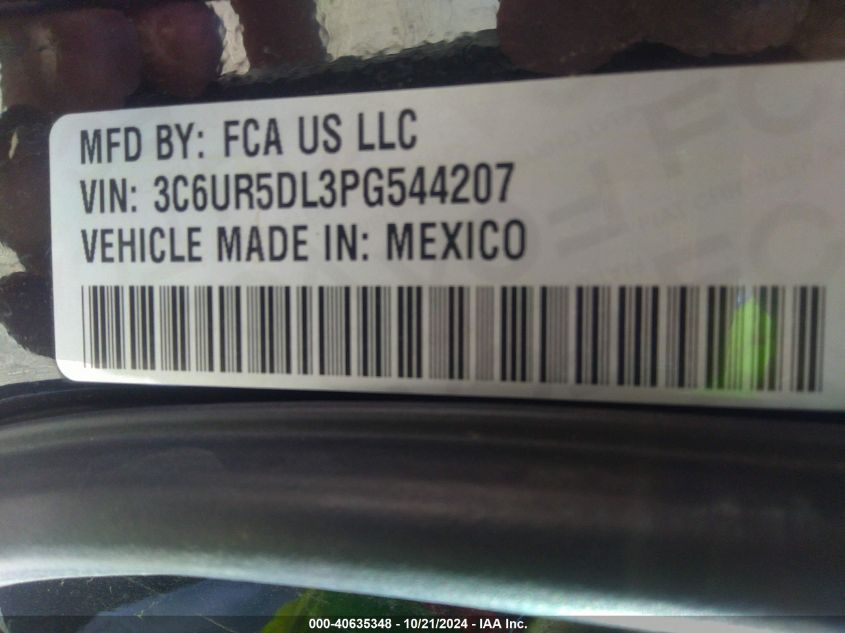 MFD BY: FCA US LLC
VIN: 3C6UR5DL3PG544207
VEHICLE MADE IN: MEXICO
000-40635348 - 10/21/2024 - IAA Inc.